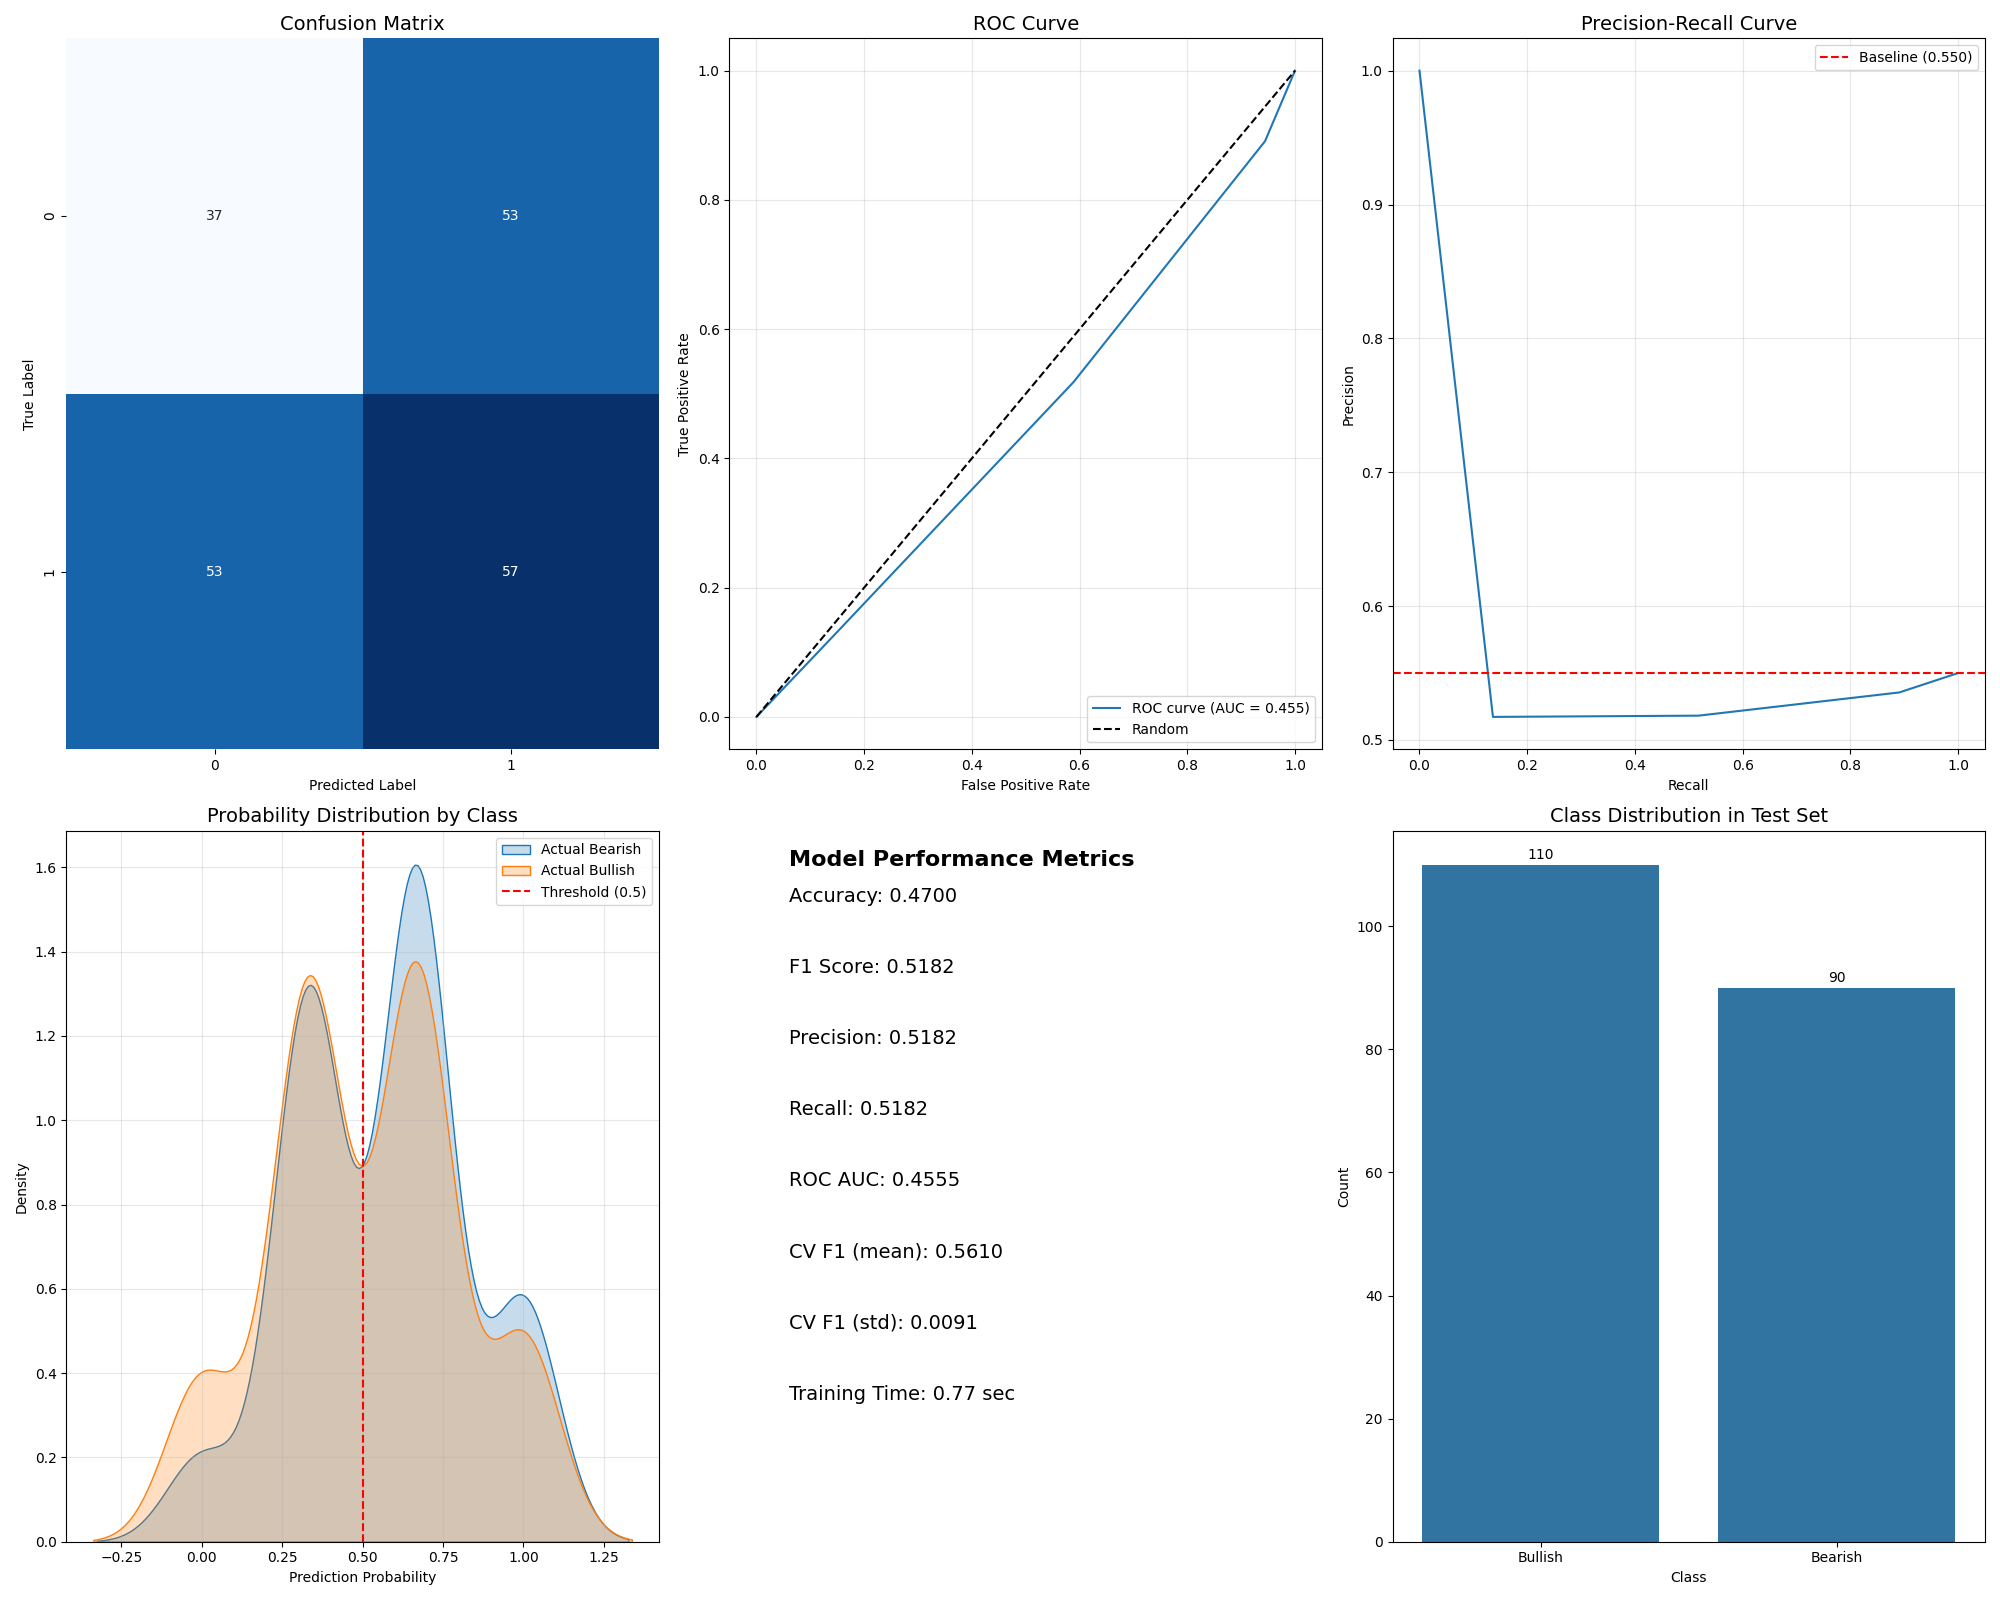 Confusion Matrix
True Label
0
1
37
53
53
57
0
1
Predicted Label
ROC Curve
True Positive Rate
1.0
0.8
0.6
0.4
0.2
0.0
ROC curve (AUC = 0.455)
Random
0.0
0.2
0.4
0.6
0.8
1.0
False Positive Rate
Precision-Recall Curve
Baseline (0.550)
Precision
1.0
0.9
0.8
0.7
0.6
0.5
0.0
0.2
0.4
0.6
0.8
1.0
Recall
Probability Distribution by Class
Actual Bearish
Actual Bullish
Threshold (0.5)
Density
1.6
1.4
1.2
1.0
0.8
0.6
0.4
0.2
0.0
−0.25
0.00
0.25
0.50
0.75
1.00
1.25
Prediction Probability
Model Performance Metrics
Accuracy: 0.4700
F1 Score: 0.5182
Precision: 0.5182
Recall: 0.5182
ROC AUC: 0.4555
CV F1 (mean): 0.5610
CV F1 (std): 0.0091
Training Time: 0.77 sec
Class Distribution in Test Set
110
90
Count
100
80
60
40
20
0
Bullish
Bearish
Class